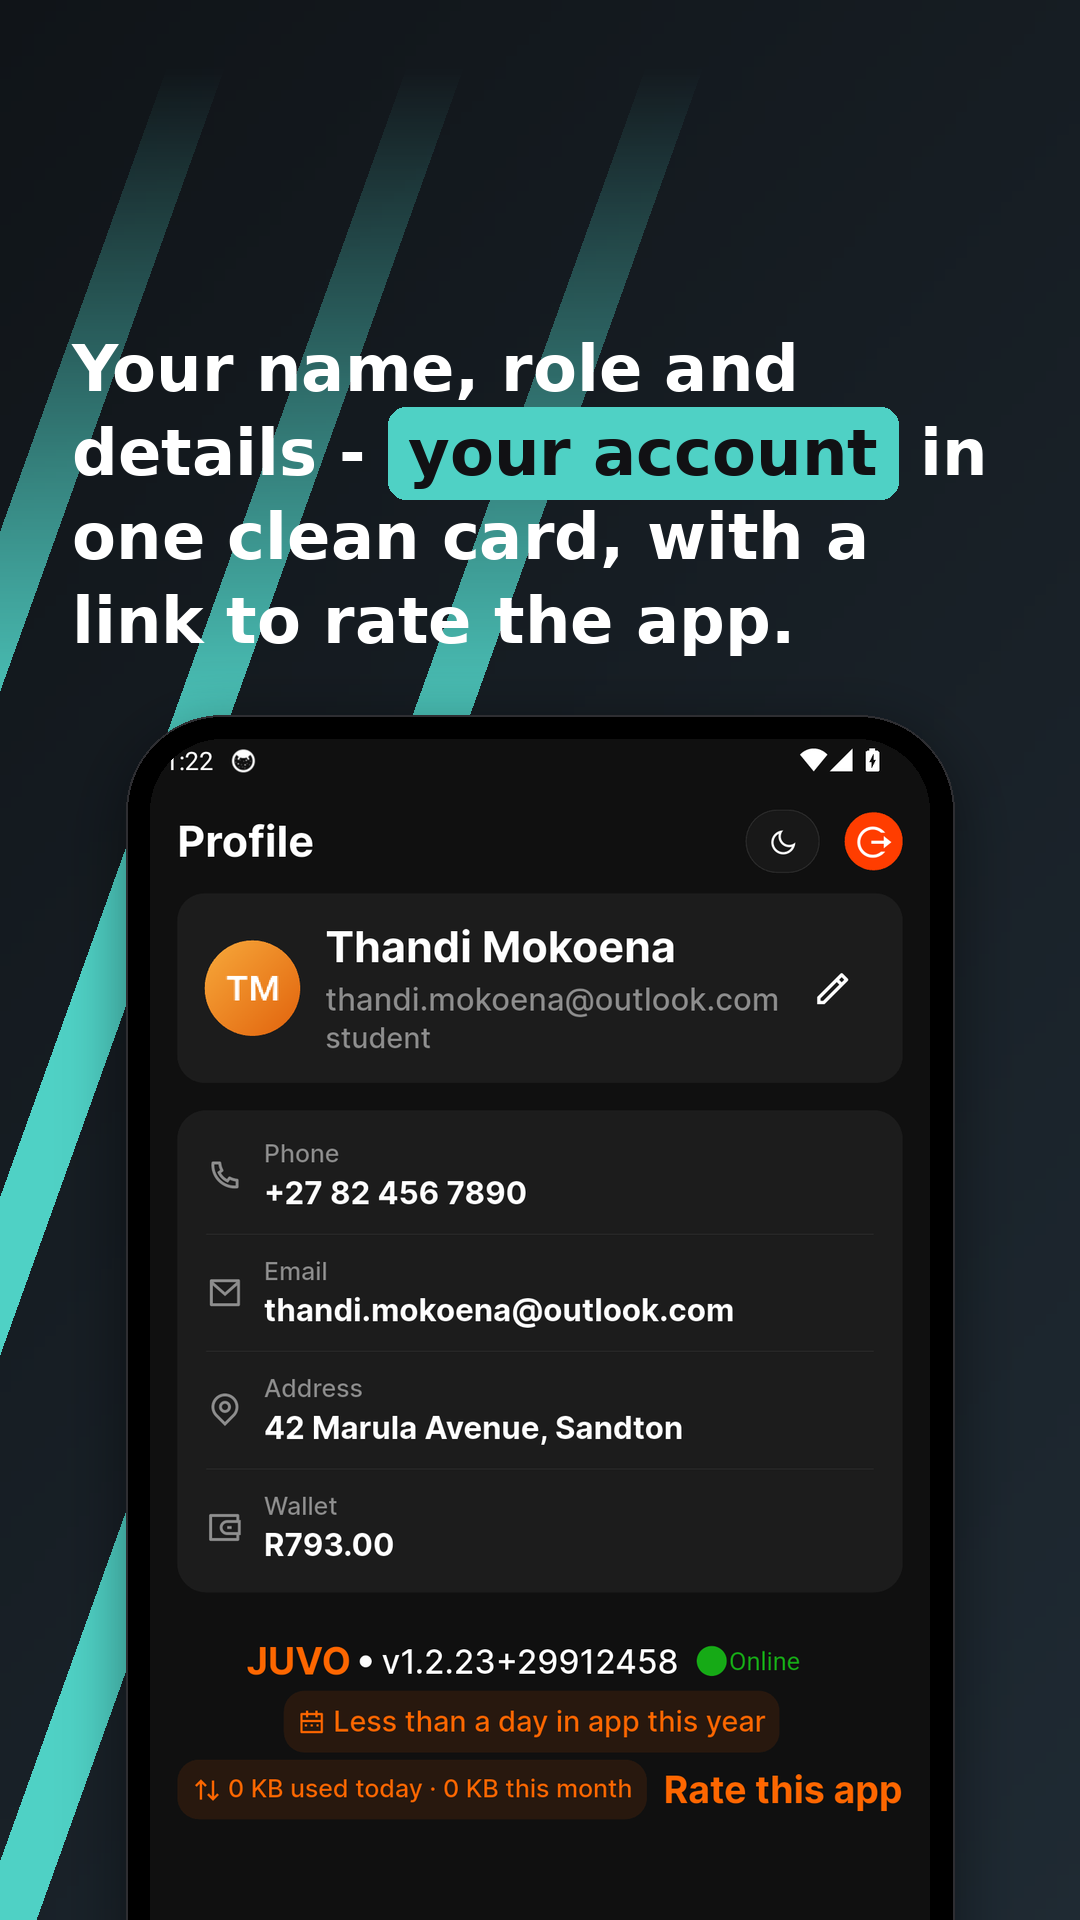 Your name, role and
details - your account in
one clean card, with a
link to rate the app.
1:22
Profile
TM
Thandi Mokoena
thandi.mokoena@outlook.com
student
Phone
+27 82 456 7890
Email
thandi.mokoena@outlook.com
Address
42 Marula Avenue, Sandton
Wallet
R793.00
JUVO • v1.2.23+29912458 Online
Less than a day in app this year
0 KB used today · 0 KB this month Rate this app